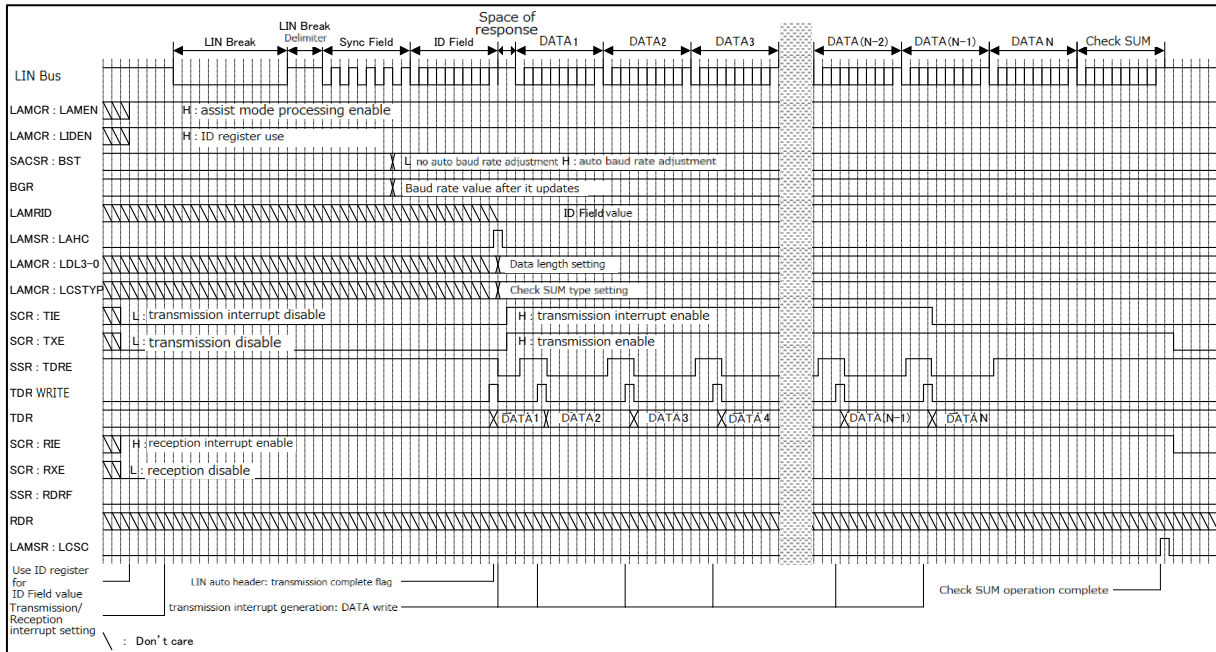 Space of
response
LIN Break
Delimiter
LIN Break
Sync Field
ID Field
DATA1
DATA2
DATA3
DATA(N-2)
DATA(N-1)
DATA N
Check SUM
LIN Bus
LAMCR : LAMEN
H : assist mode processing enable
LAMCR : LIDEN
H : ID register use
SACSR : BST
L no auto baud rate adjustment H : auto baud rate adjustment
BGR
Baud rate value after it updates
LAMRID
ID Field value
LAMSR : LAHC
LAMCR : LDL3-0
Data length setting
LAMCR : LCSTYP
Check SUM type setting
SCR : TIE
L : transmission interrupt disable
H : transmission interrupt enable
SCR : TXE
L : transmission disable
H : transmission enable
SSR : TDRE
TDR WRITE
TDR
DATA1
DATA2
DATA3
DATA4
DATA(N-1)
DATA N
SCR : RIE
H : reception interrupt enable
SCR : RXE
L : reception disable
SSR : RDRF
RDR
LAMSR : LCSC
Use ID register
for
ID Field value
LIN auto header: transmission complete flag
Check SUM operation complete
Transmission/
Reception
interrupt setting
transmission interrupt generation: DATA write
: Don't care